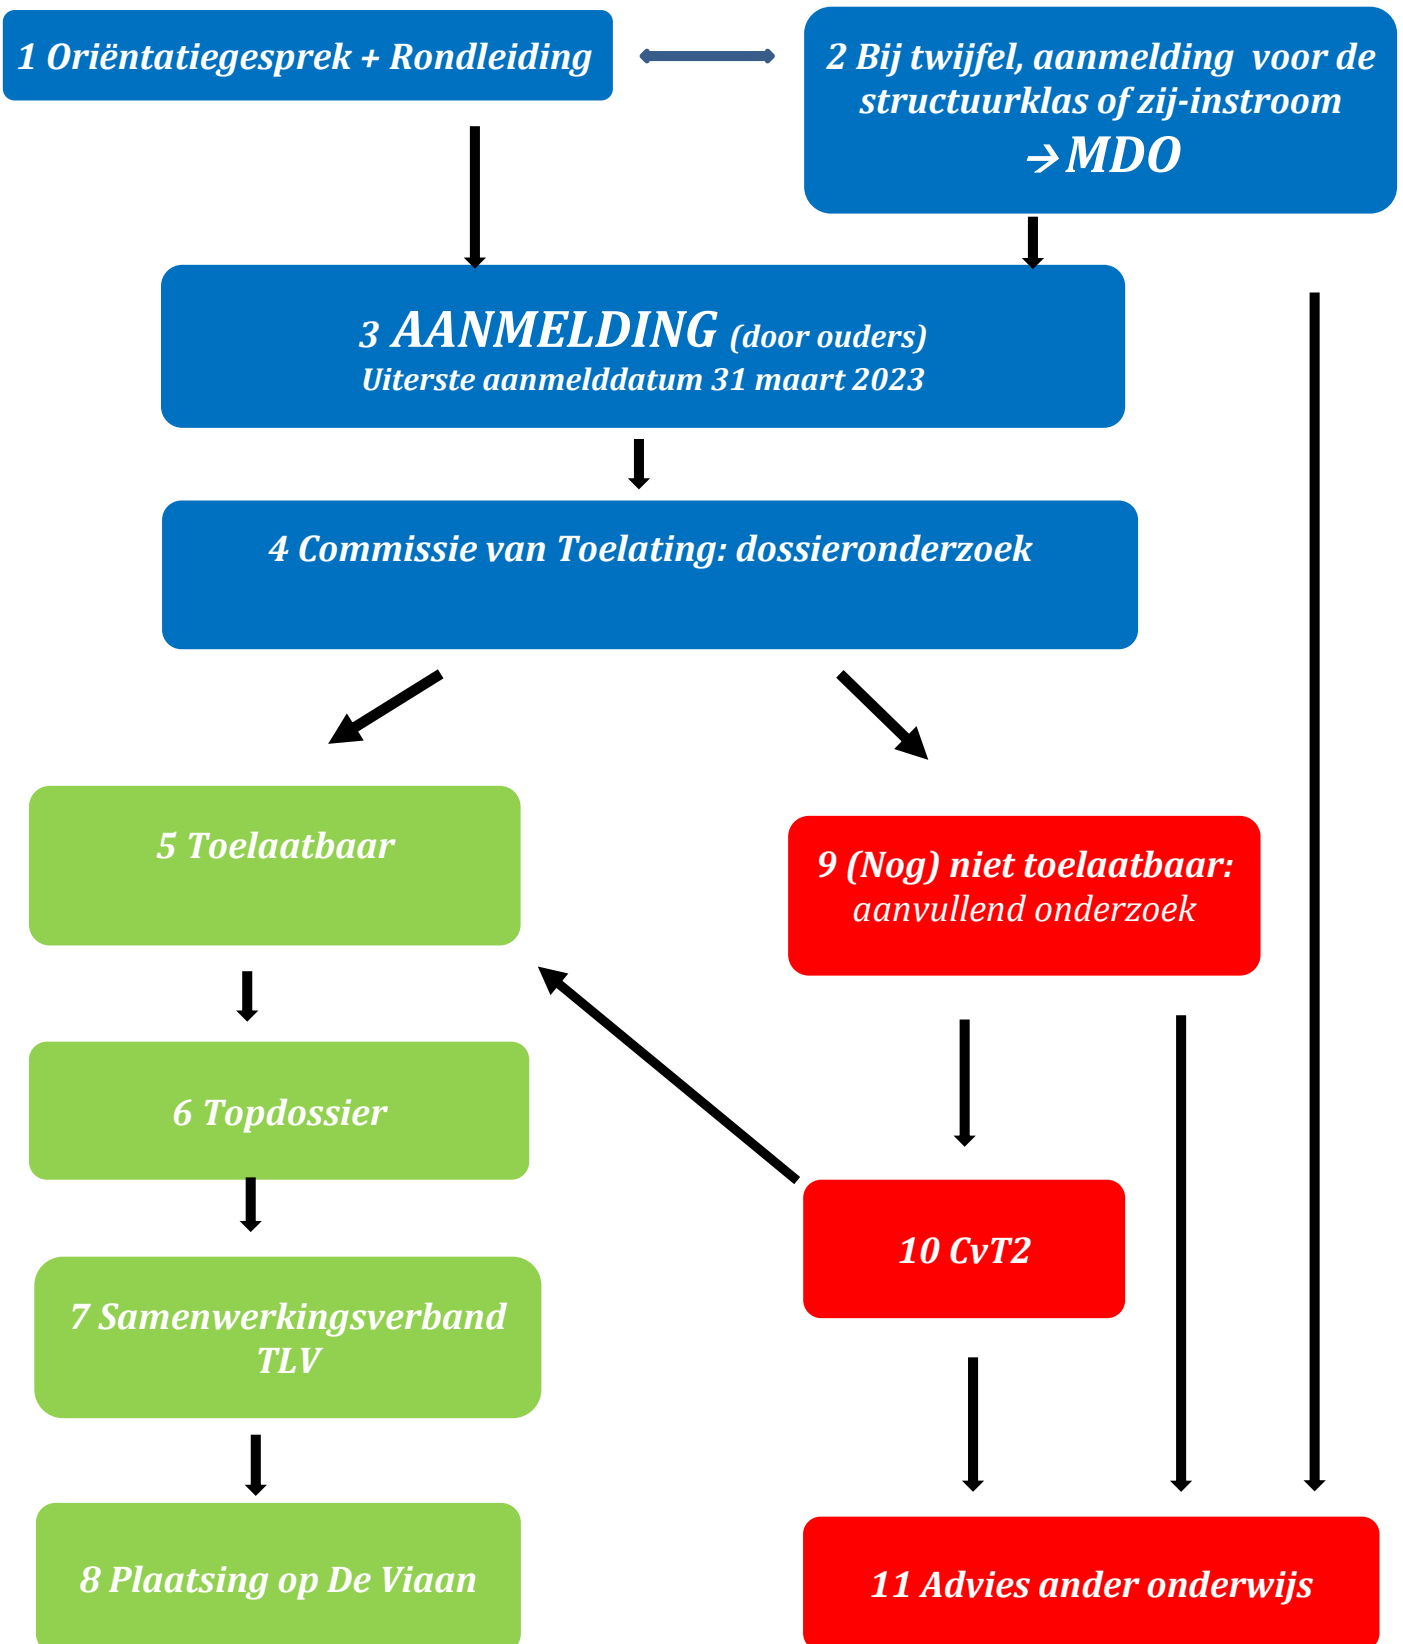 1 Oriëntatiegesprek + Rondleiding
2 Bij twijfel, aanmelding voor de
structuurklas of zij-instroom
→ MDO
3 AANMELDING (door ouders)
Uiterste aanmelddatum 31 maart 2023
4 Commissie van Toelating: dossieronderzoek
5 Toelaatbaar
9 (Nog) niet toelaatbaar:
aanvullend onderzoek
6 Topdossier
10 CvT2
7 Samenwerkingsverband
TLV
8 Plaatsing op De Viaan
11 Advies ander onderwijs